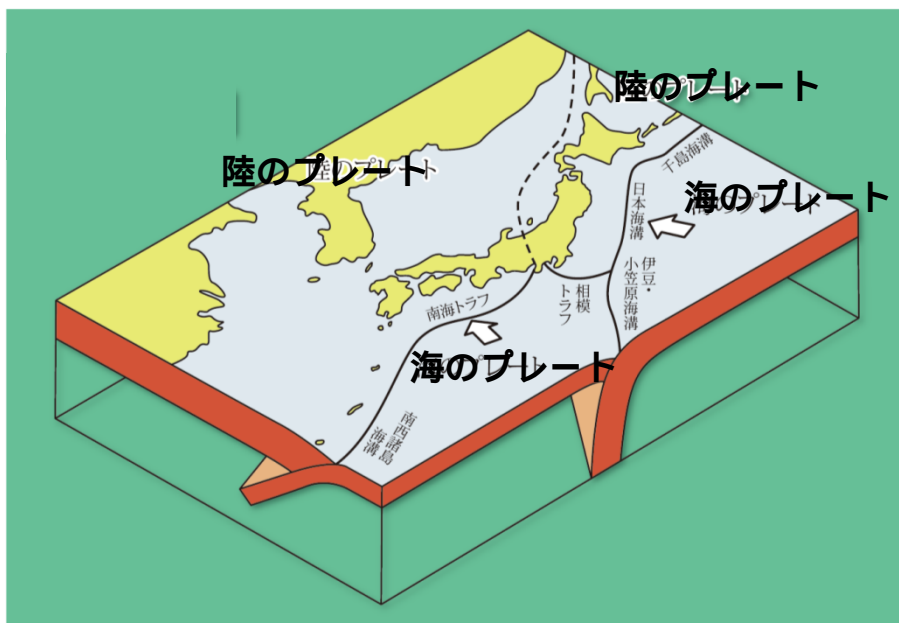 陸のプレート
陸のプレート
千島海溝
海のプレート
日本海溝
伊豆・
小笠原海溝
相模
トラフ
南海トラフ
海のプレート
南西諸島
海溝